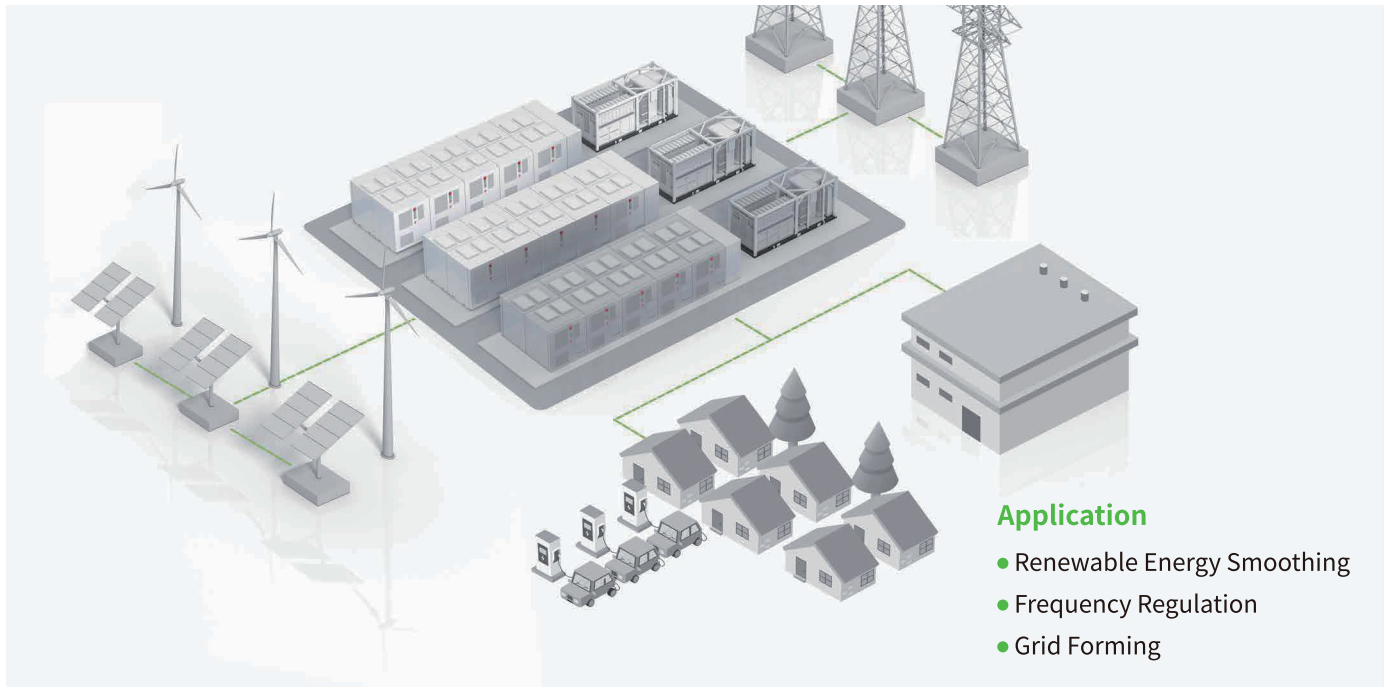 Application
● Renewable Energy Smoothing
● Frequency Regulation
● Grid Forming